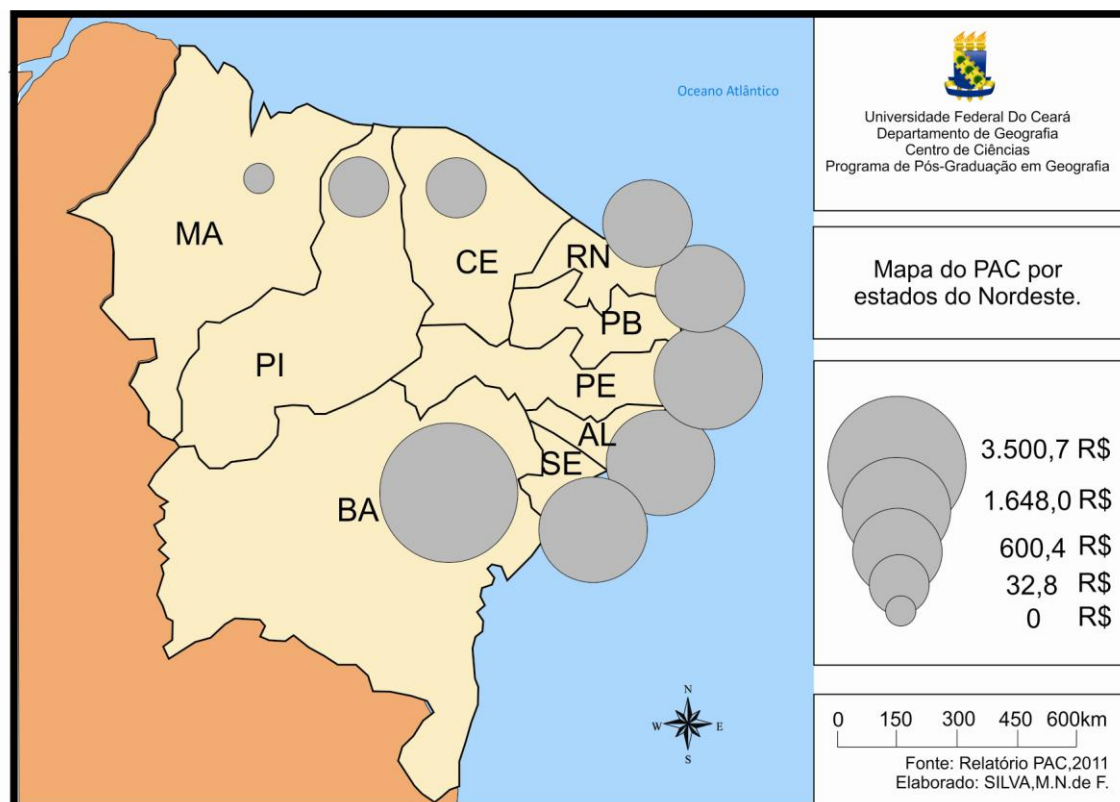 Oceano Atlântico
MA
CE
RN
PB
PI
PE
AL
SE
BA
N
W E
S
Universidade Federal Do Ceará
Departamento de Geografia
Centro de Ciências
Programa de Pós-Graduação em Geografia
Mapa do PAC por
estados do Nordeste.
3.500,7 R$
1.648,0 R$
600,4 R$
32,8 R$
0 R$
0 150 300 450 600km
Fonte: Relatório PAC,2011
Elaborado: SILVA,M.N.de F.